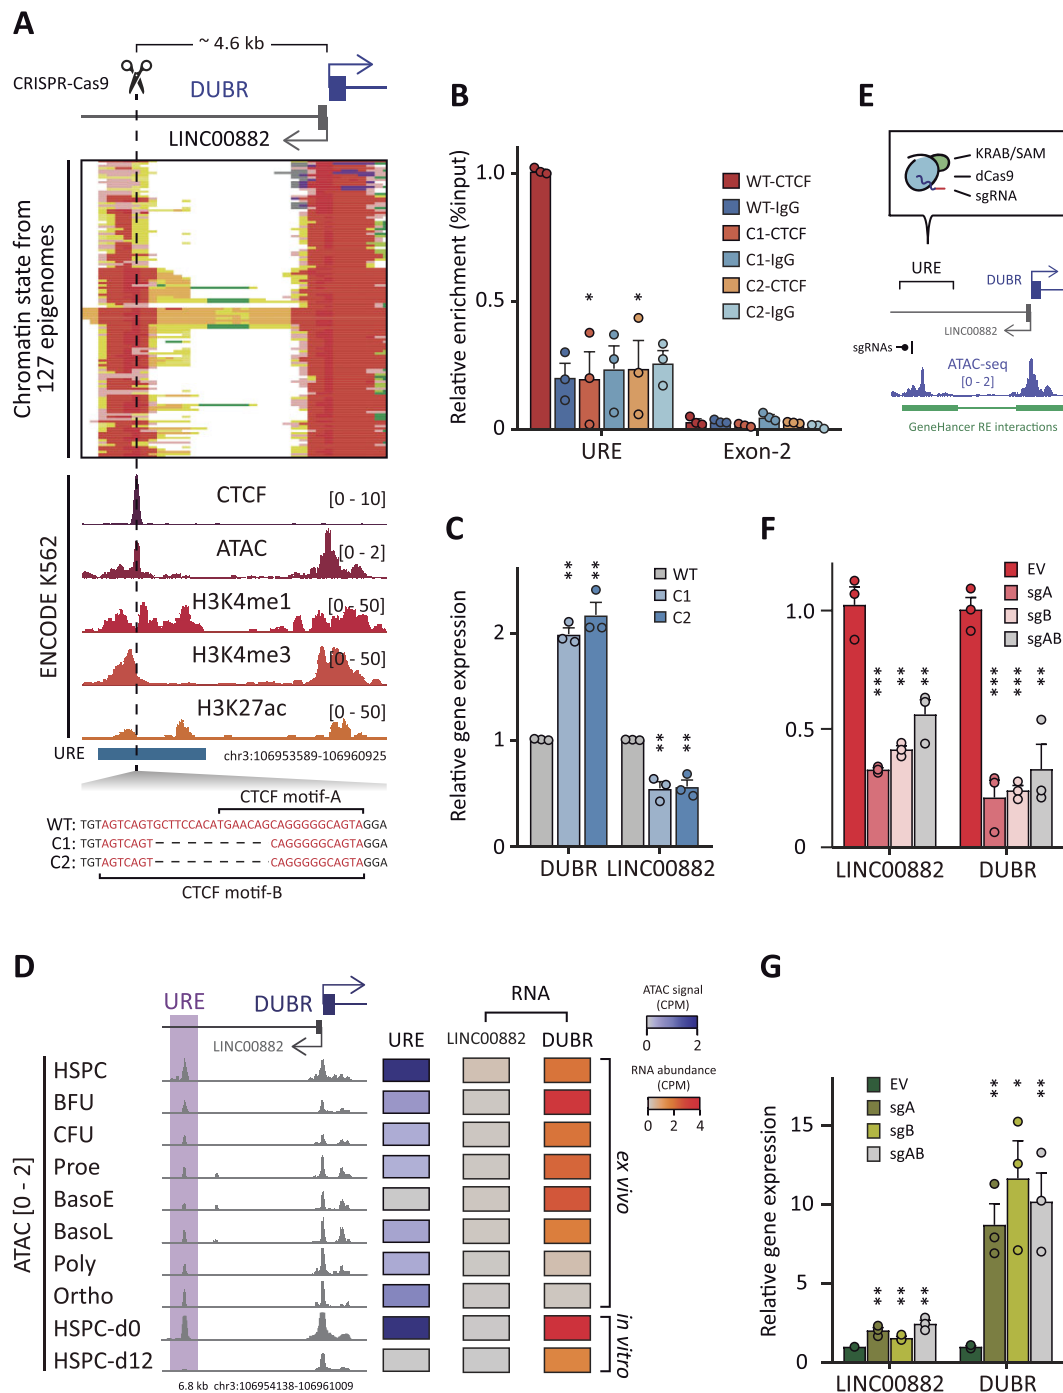 A
~ 4.6 kb
CRISPR-Cas9
DUBR
LINC00882
Chromatin state from
127 epigenomes
ENCODE K562
CTCF
[0 - 10]
ATAC
[0 - 2]
H3K4me1
[0 - 50]
H3K4me3
[0 - 50]
H3K27ac
[0 - 50]
URE
chr3:106953589-106960925
CTCF motif-A
WT: TGTAGTCAGTGCTTCCACATGAACAGCAGGGGGCAGTAGGA
C1: TGTAGTCAGT- - - - - - - - CAGGGGGCAGTAGGA
C2: TGTAGTCAGT- - - - - - - - CAGGGGGCAGTAGGA
CTCF motif-B
B
Relative enrichment (%input)
1.0
0.5
0
* *
URE
Exon-2
WT-CTCF
WT-IgG
C1-CTCF
C1-IgG
C2-CTCF
C2-IgG
C
Relative gene expression
2
1
0
** **
** **
WT
C1
C2
DUBR
LINC00882
D
URE
DUBR
LINC00882
ATAC [0 - 2]
HSPC
BFU
CFU
Proe
BasoE
BasoL
Poly
Ortho
HSPC-d0
HSPC-d12
6.8 kb chr3:106954138-106961009
RNA
URE
LINC00882
DUBR
ex vivo
in vitro
ATAC signal
(CPM)
0 2
RNA abundance
(CPM)
0 2 4
E
KRAB/SAM
dCas9
sgRNA
URE
DUBR
LINC00882
sgRNAs
ATAC-seq
[0 - 2]
GeneHancer RE interactions
F
EV
sgA
sgB
sgAB
1.0
0.5
0
*** ** **
*** *** **
LINC00882
DUBR
G
Relative gene expression
EV
sgA
sgB
sgAB
15
10
5
0
** ** **
** * **
LINC00882
DUBR